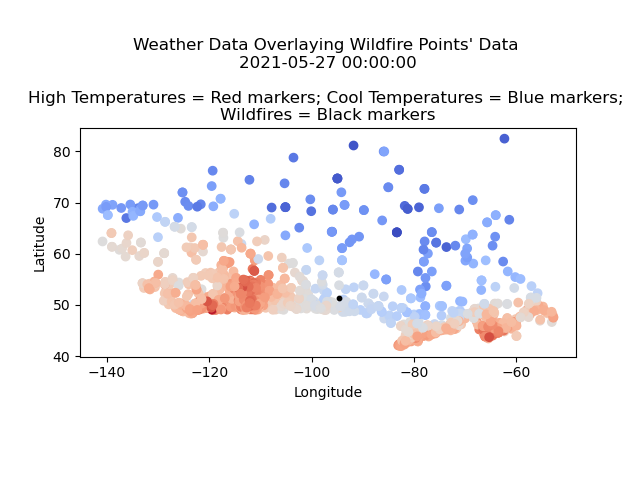 Weather Data Overlaying Wildfire Points' Data
2021-05-27 00:00:00
High Temperatures = Red markers; Cool Temperatures = Blue markers;
Wildfires = Black markers
80
70
60
50
40
Latitude
−140 −120 −100 −80 −60
Longitude